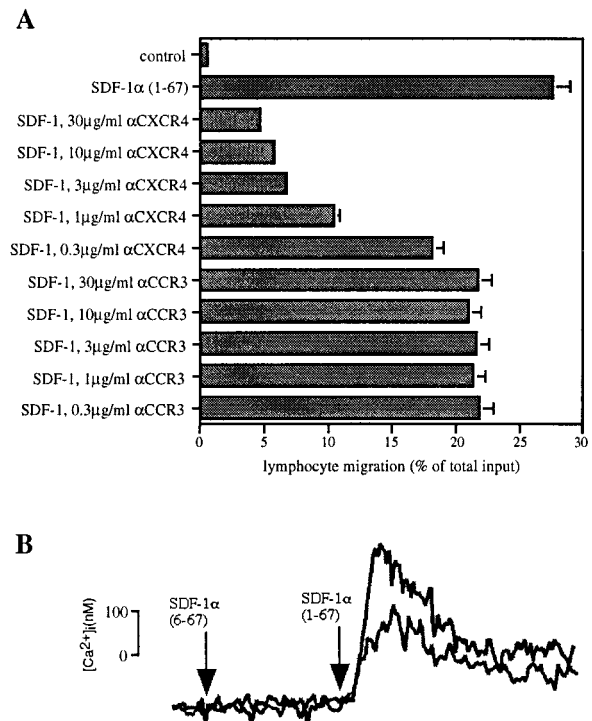 A
control
SDF-1α (1-67)
SDF-1, 30μg/ml αCXCR4
SDF-1, 10μg/ml αCXCR4
SDF-1, 3μg/ml αCXCR4
SDF-1, 1μg/ml αCXCR4
SDF-1, 0.3μg/ml αCXCR4
SDF-1, 30μg/ml αCCR3
SDF-1, 10μg/ml αCCR3
SDF-1, 3μg/ml αCCR3
SDF-1, 1μg/ml αCCR3
SDF-1, 0.3μg/ml αCCR3
0 5 10 15 20 25 30
lymphocyte migration (% of total input)
B
[Ca2+]i(nM)
100
0
SDF-1α
(6-67)
SDF-1α
(1-67)